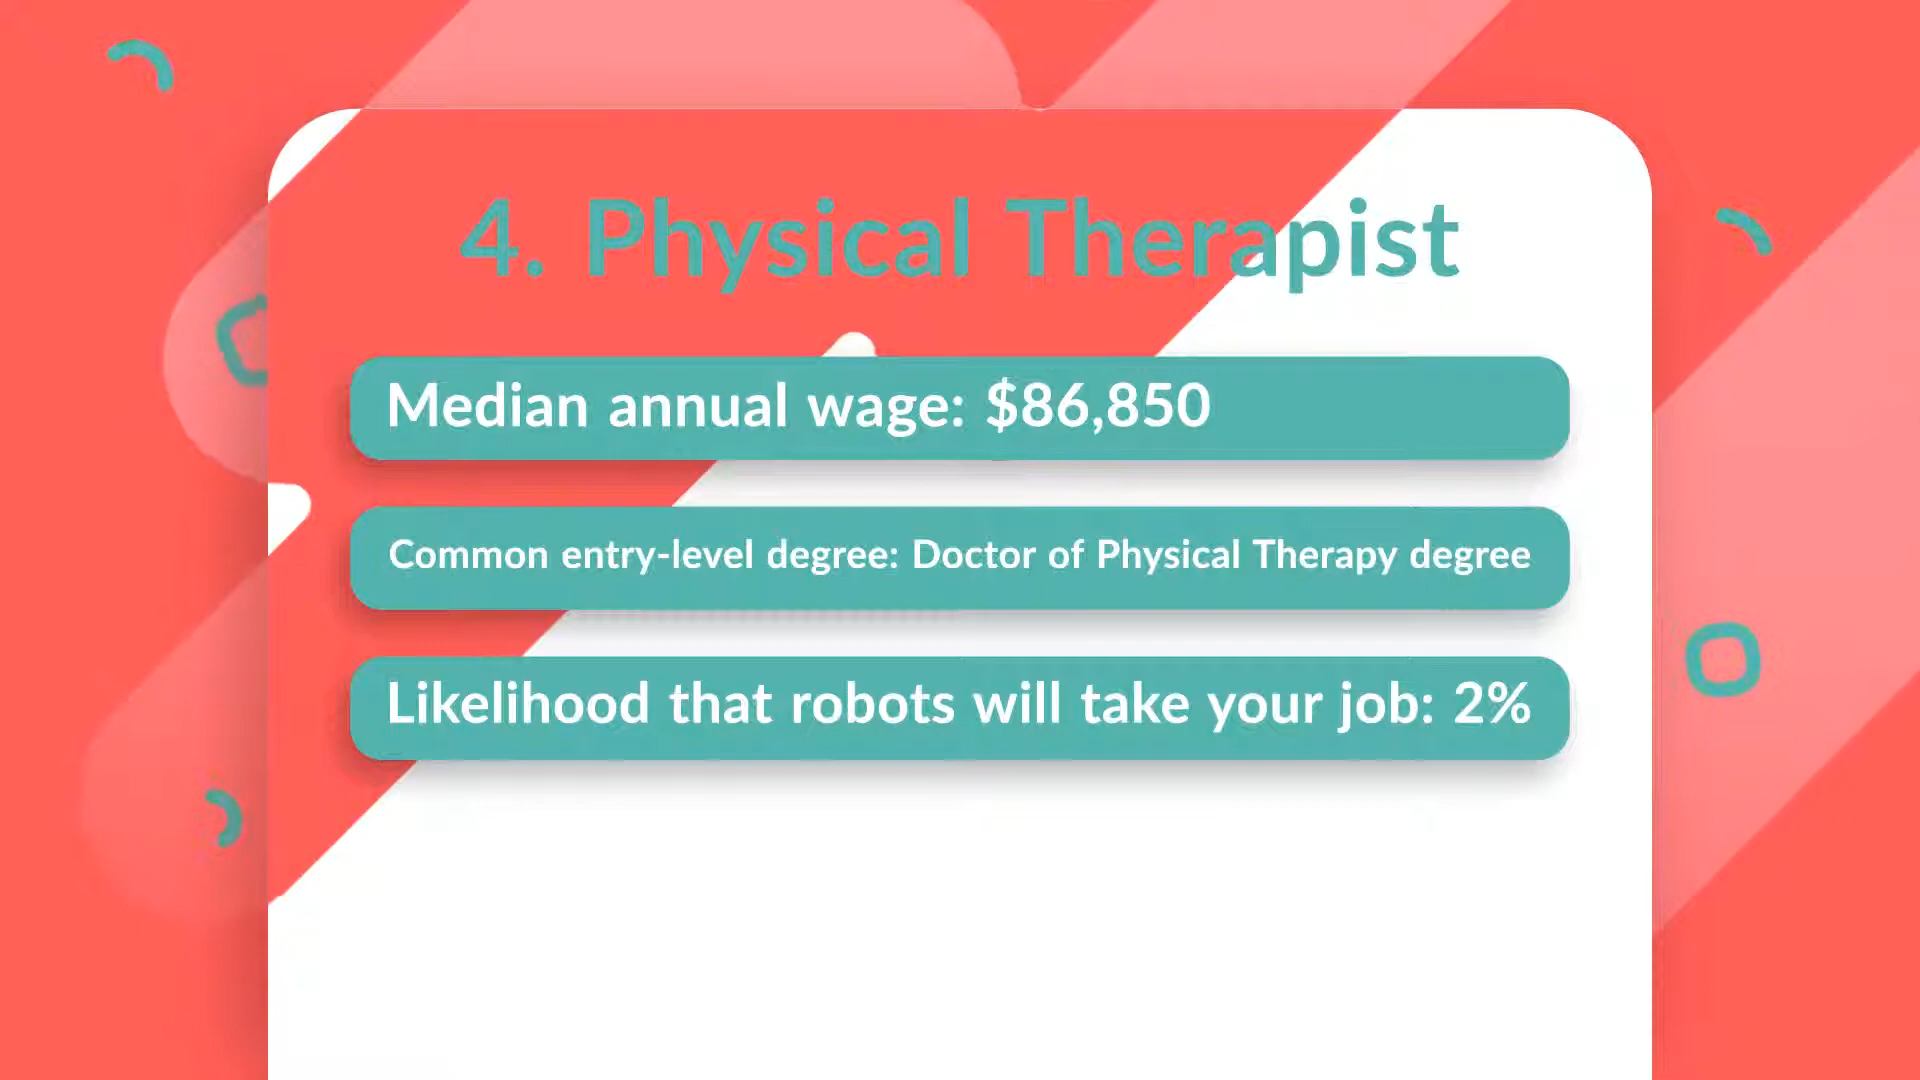 4. Physical Therapist
Median annual wage: $86,850
Common entry-level degree: Doctor of Physical Therapy degree
Likelihood that robots will take your job: 2%